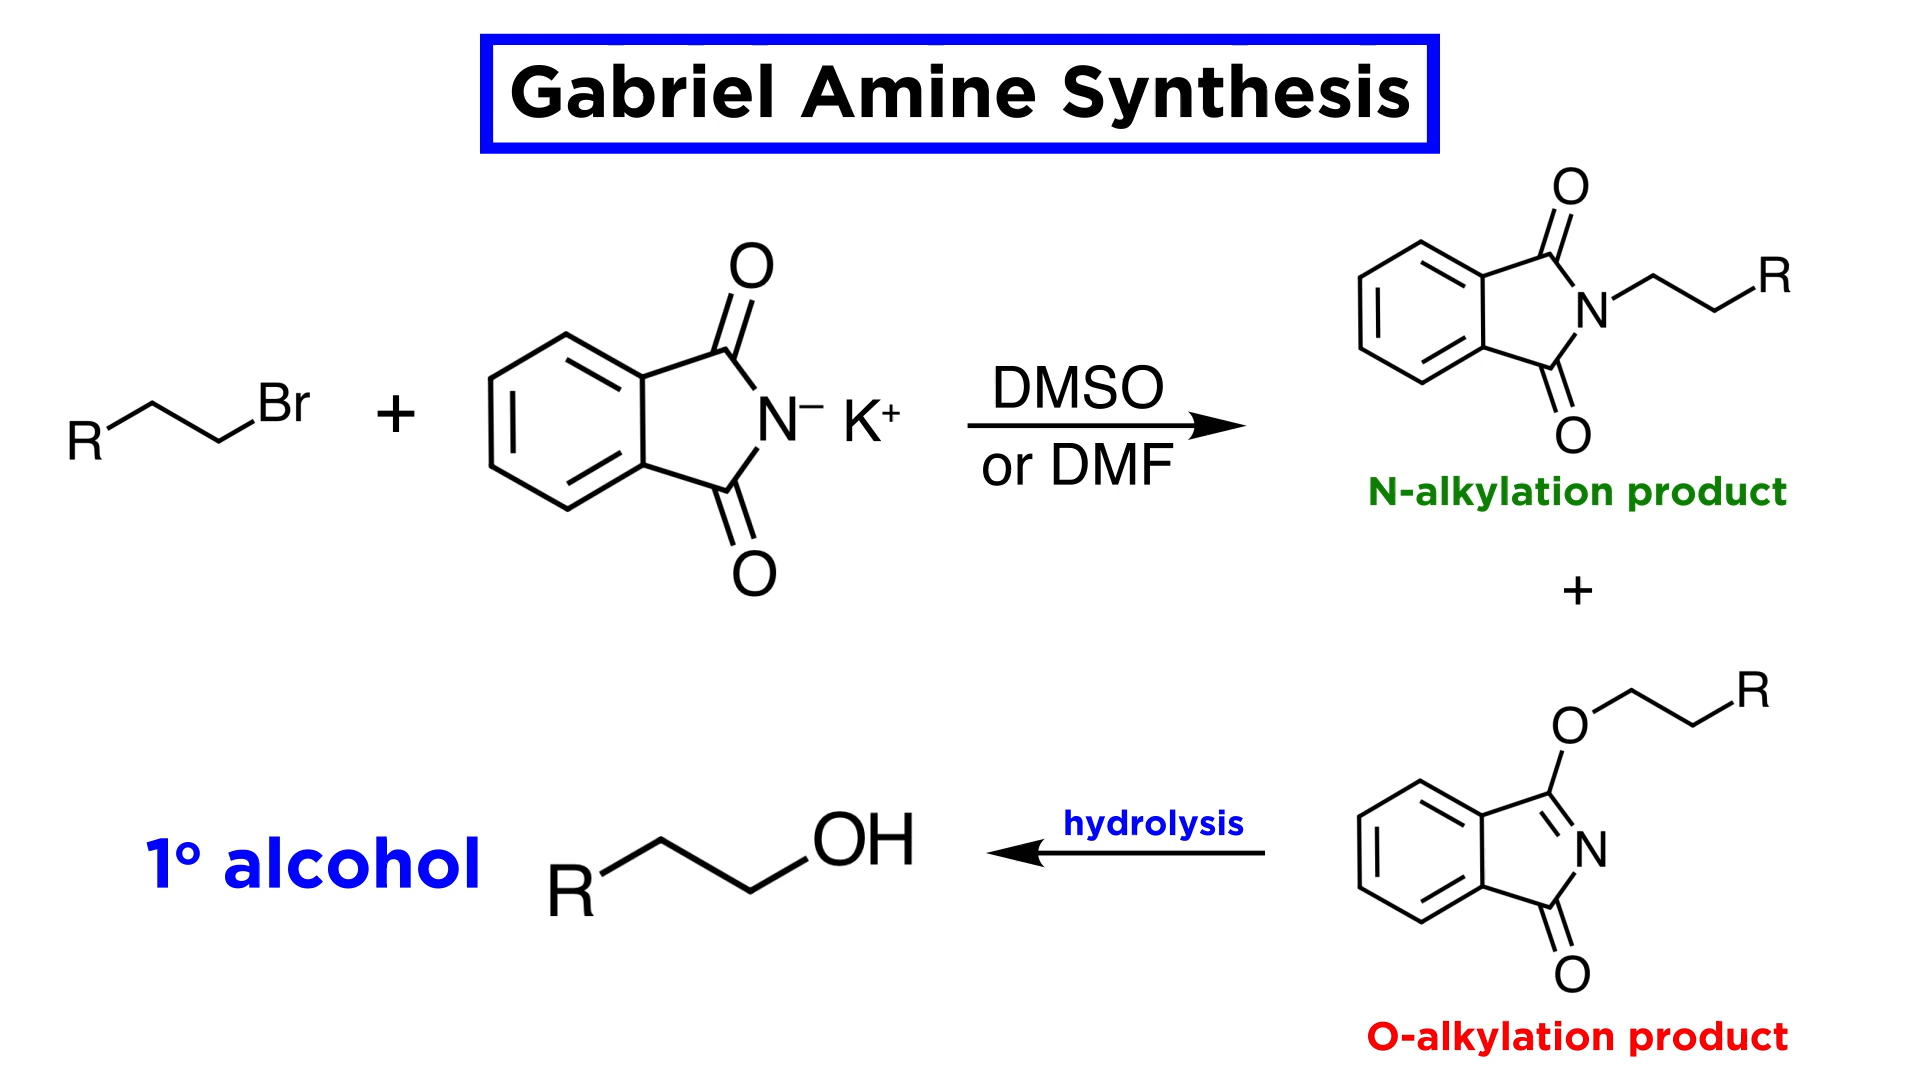 Gabriel Amine Synthesis
R Br + O N– K+ O
DMSO
or DMF
O N R O
N-alkylation product
+
O R N O
O-alkylation product
hydrolysis
1° alcohol
R OH